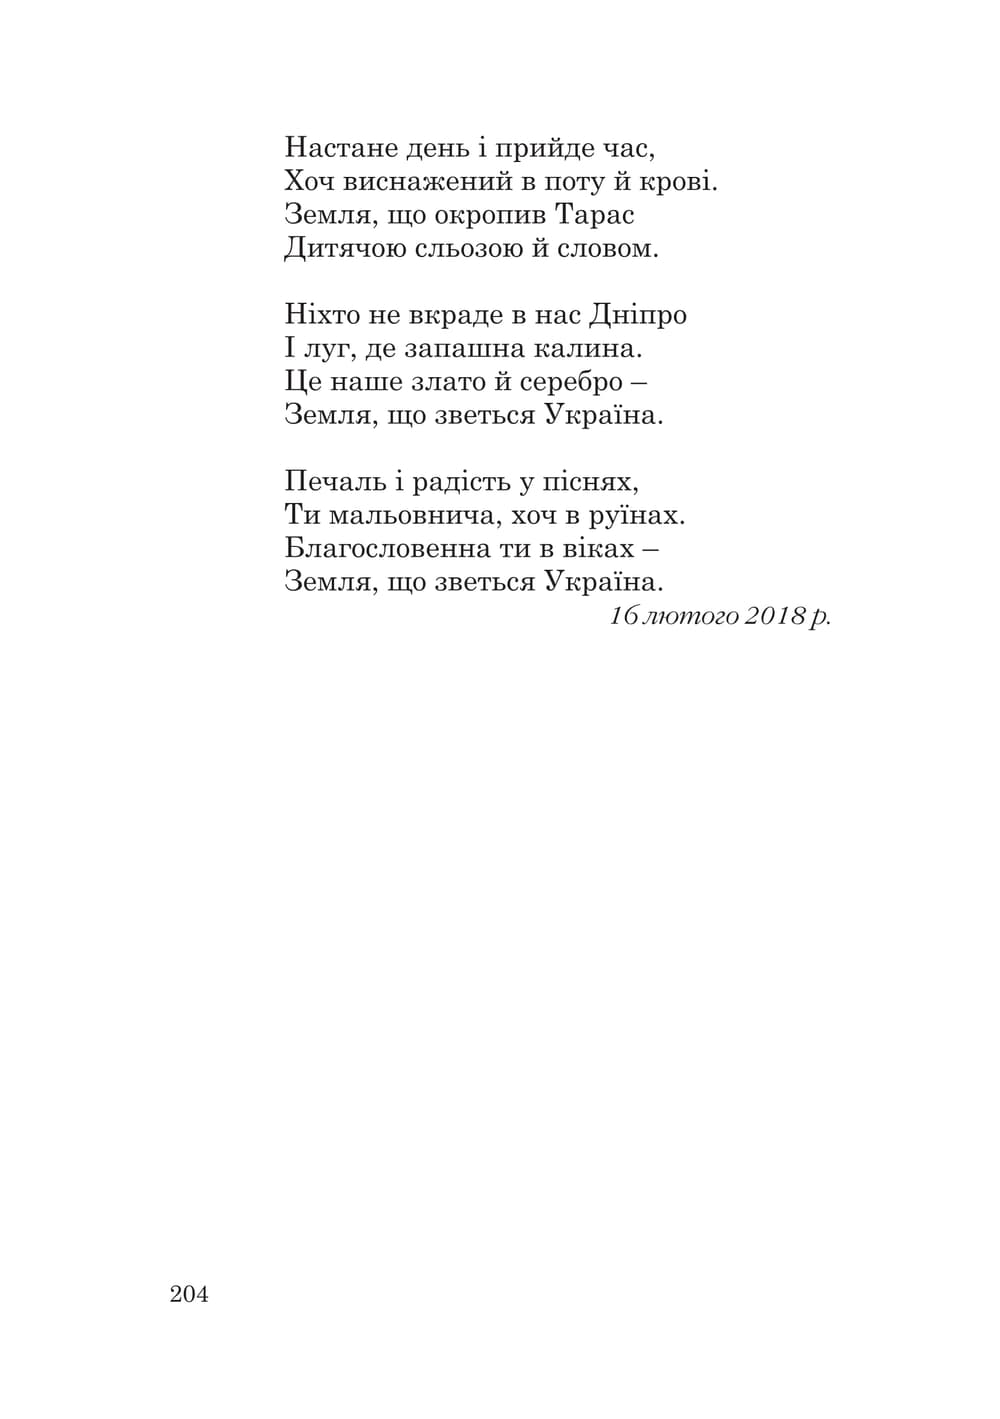 Настане день і прийде час,
Хоч виснажений в поту й крові.
Земля, що окропив Тарас
Дитячою сльозою й словом.

Ніхто не вкраде в нас Дніпро
І луг, де запашна калина.
Це наше злато й серебро –
Земля, що зветься Україна.

Печаль і радість у піснях,
Ти мальовнича, хоч в руїнах.
Благословенна ти в віках –
Земля, що зветься Україна.
16 лютого 2018 р.
204